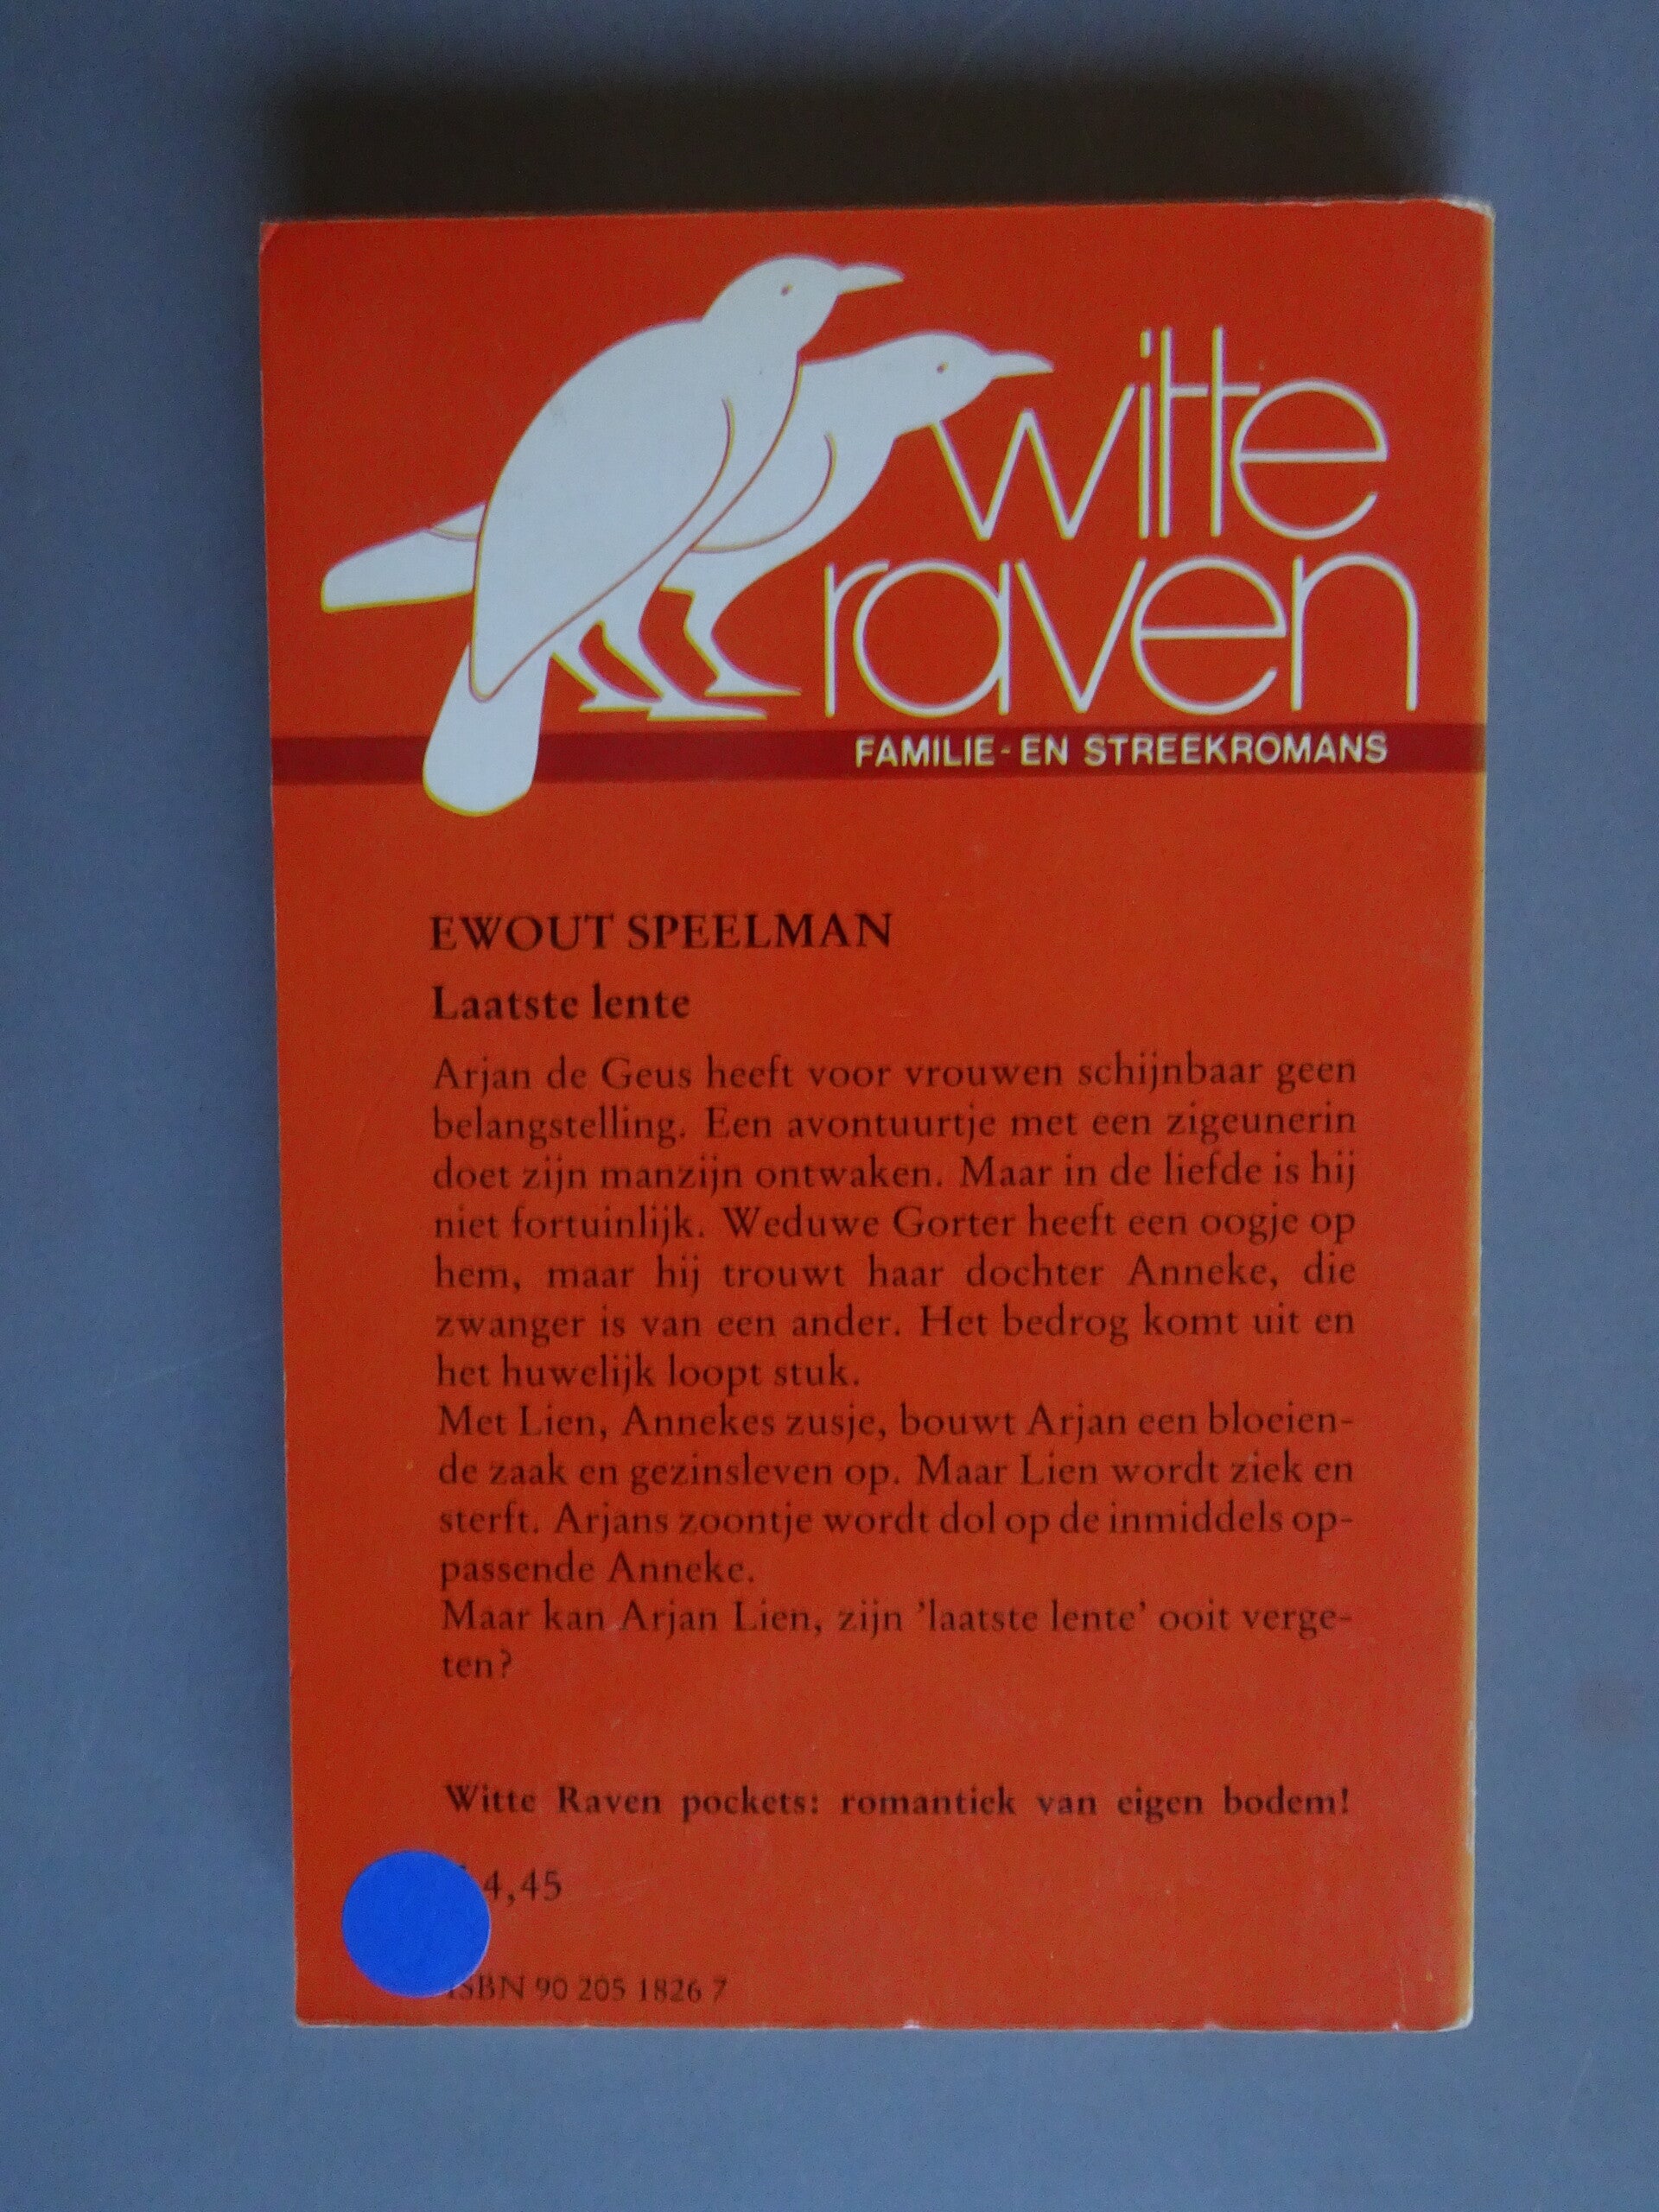 witte
raven
FAMILIE- EN STREEKROMANS
EWOUT SPEELMAN
Laatste lente
Arjan de Geus heeft voor vrouwen schijnbaar geen
belangstelling. Een avontuurtje met een zigeunerin
doet zijn manzijn ontwaken. Maar in de liefde is hij
niet fortuinlijk. Weduwe Gorter heeft een oogje op
hem, maar hij trouwt haar dochter Anneke, die
zwanger is van een ander. Het bedrog komt uit en
het huwelijk loopt stuk.
Met Lien, Annekes zusje, bouwt Arjan een bloeien-
de zaak en gezinsleven op. Maar Lien wordt ziek en
sterft. Arjans zoontje wordt dol op de inmiddels op-
passende Anneke.
Maar kan Arjan Lien, zijn 'laatste lente' ooit verge-
ten?
Witte Raven pockets: romantiek van eigen bodem!
4,45
ISBN 90 205 1826 7